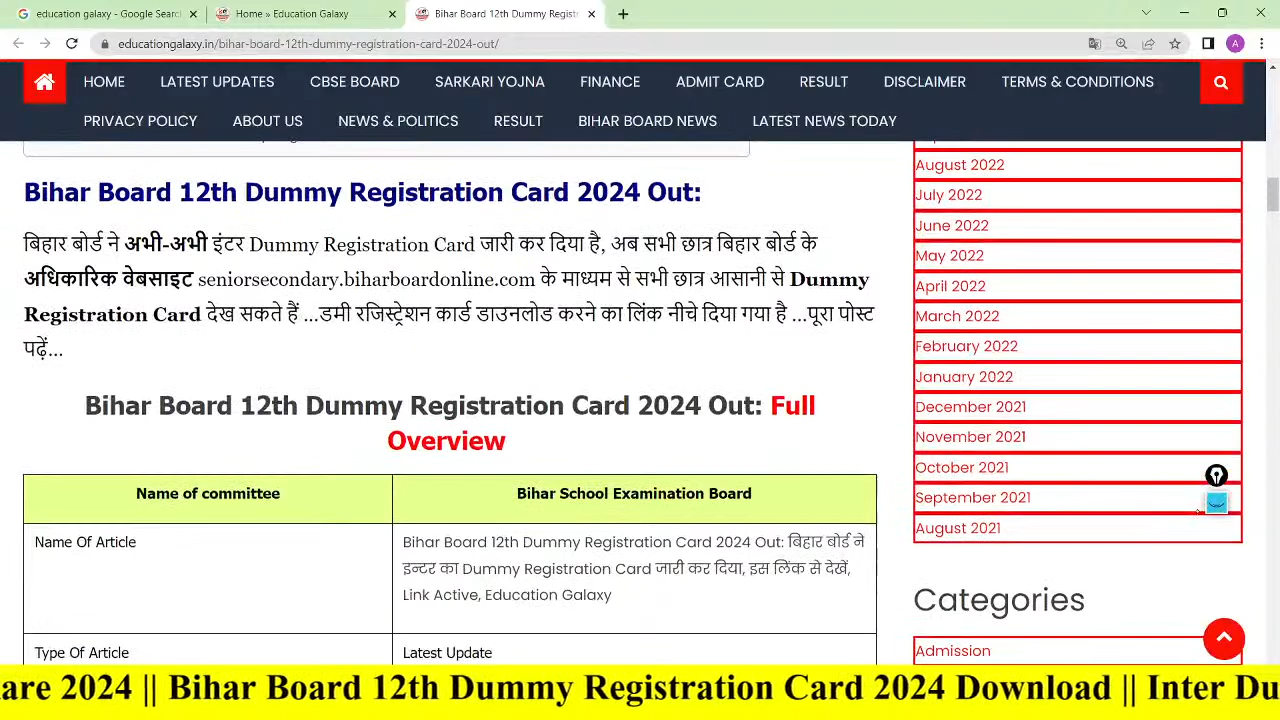 education galaxy - Google Search
Home » Education Galaxy
Bihar Board 12th Dummy Registr
educationgalaxy.in/bihar-board-12th-dummy-registration-card-2024-out/
A
HOME LATEST UPDATES CBSE BOARD SARKARI YOJNA FINANCE ADMIT CARD RESULT DISCLAIMER TERMS & CONDITIONS
PRIVACY POLICY ABOUT US NEWS & POLITICS RESULT BIHAR BOARD NEWS LATEST NEWS TODAY
Bihar Board 12th Dummy Registration Card 2024 Out:
बिहार बोर्ड ने अभी-अभी इंटर Dummy Registration Card जारी कर दिया है, अब सभी छात्र बिहार बोर्ड के
अधिकारिक वेबसाइट seniorsecondary.biharboardonline.com के माध्यम से सभी छात्र आसानी से Dummy
Registration Card देख सकते हैं ...डमी रजिस्ट्रेशन कार्ड डाउनलोड करने का लिंक नीचे दिया गया है ...पूरा पोस्ट
पढ़ें...
Bihar Board 12th Dummy Registration Card 2024 Out: Full
Overview
Name of committee Bihar School Examination Board
Name Of Article Bihar Board 12th Dummy Registration Card 2024 Out: बिहार बोर्ड ने
इन्टर का Dummy Registration Card जारी कर दिया, इस लिंक से देखें,
Link Active, Education Galaxy
Type Of Article Latest Update
August 2022
July 2022
June 2022
May 2022
April 2022
March 2022
February 2022
January 2022
December 2021
November 2021
October 2021
September 2021
August 2021
Categories
Admission
are 2024 || Bihar Board 12th Dummy Registration Card 2024 Download || Inter Du